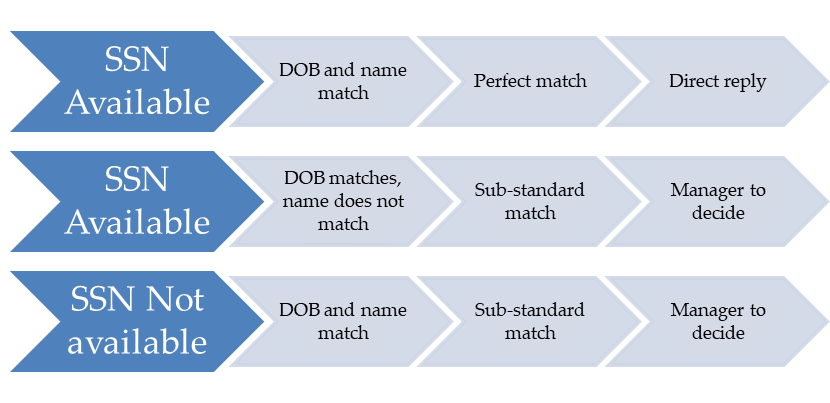 SSN
Available
DOB and name
match
Perfect match
Direct reply
SSN
Available
DOB matches,
name does not
match
Sub-standard
match
Manager to
decide
SSN Not
available
DOB and name
match
Sub-standard
match
Manager to
decide